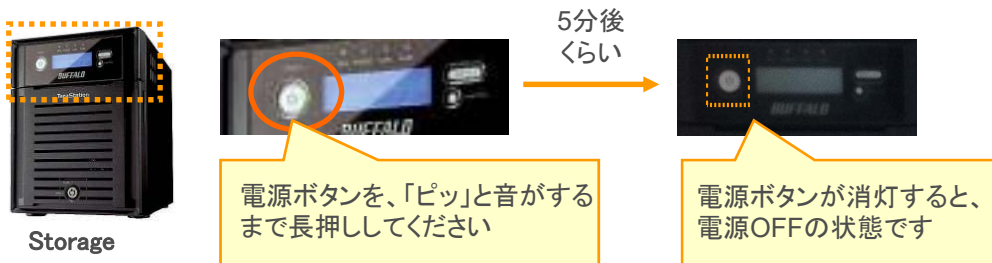 BUFFALO
TeraStation
Storage
BUFFALO
電源ボタンを、「ピッ」と音がする
まで長押ししてください
5分後
くらい
BUFFALO
電源ボタンが消灯すると、
電源OFFの状態です